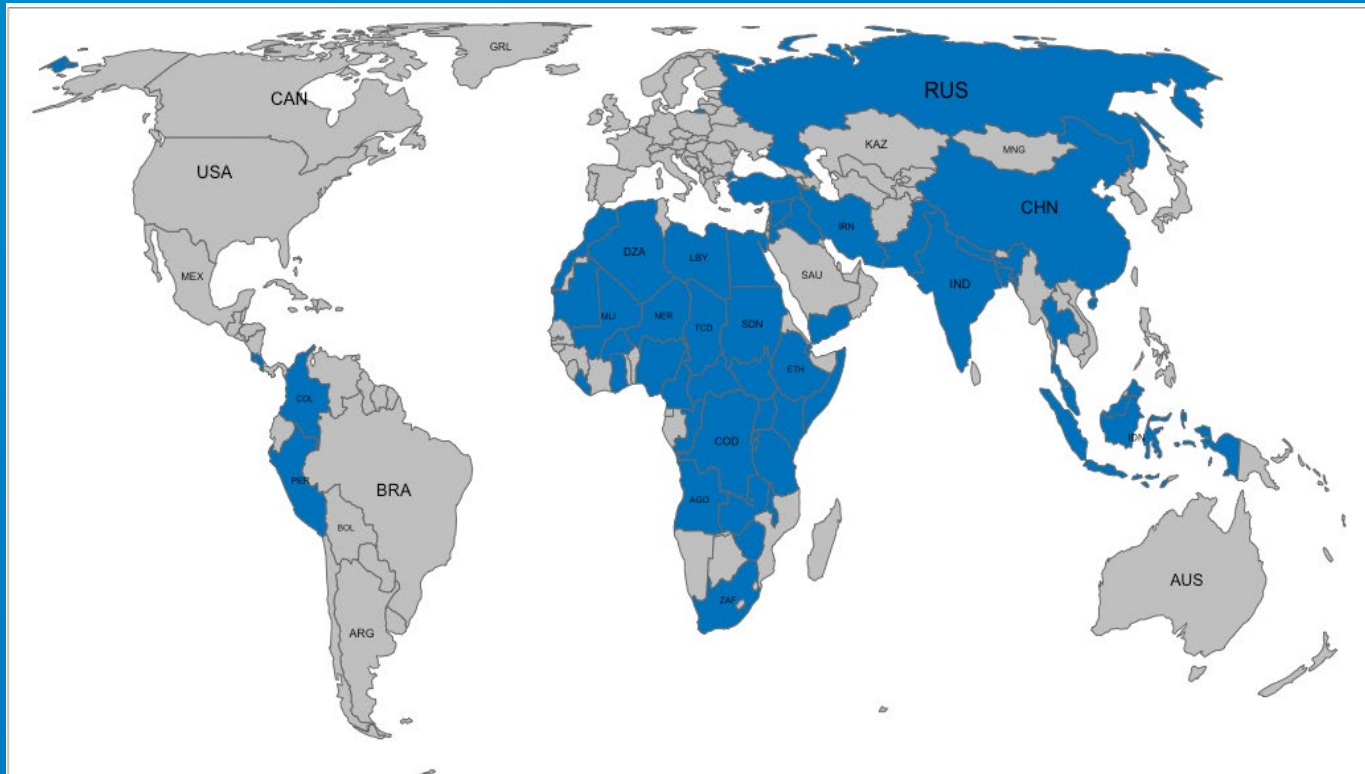 GRL
CAN
RUS
KAZ
MNG
USA
CHN
IRN
DZA
LBY
SAU
MEX
IND
MLI
NER
TCD
SDN
ETH
COL
COD
IDN
PER
BRA
AGO
BOL
AUS
ZAF
ARG